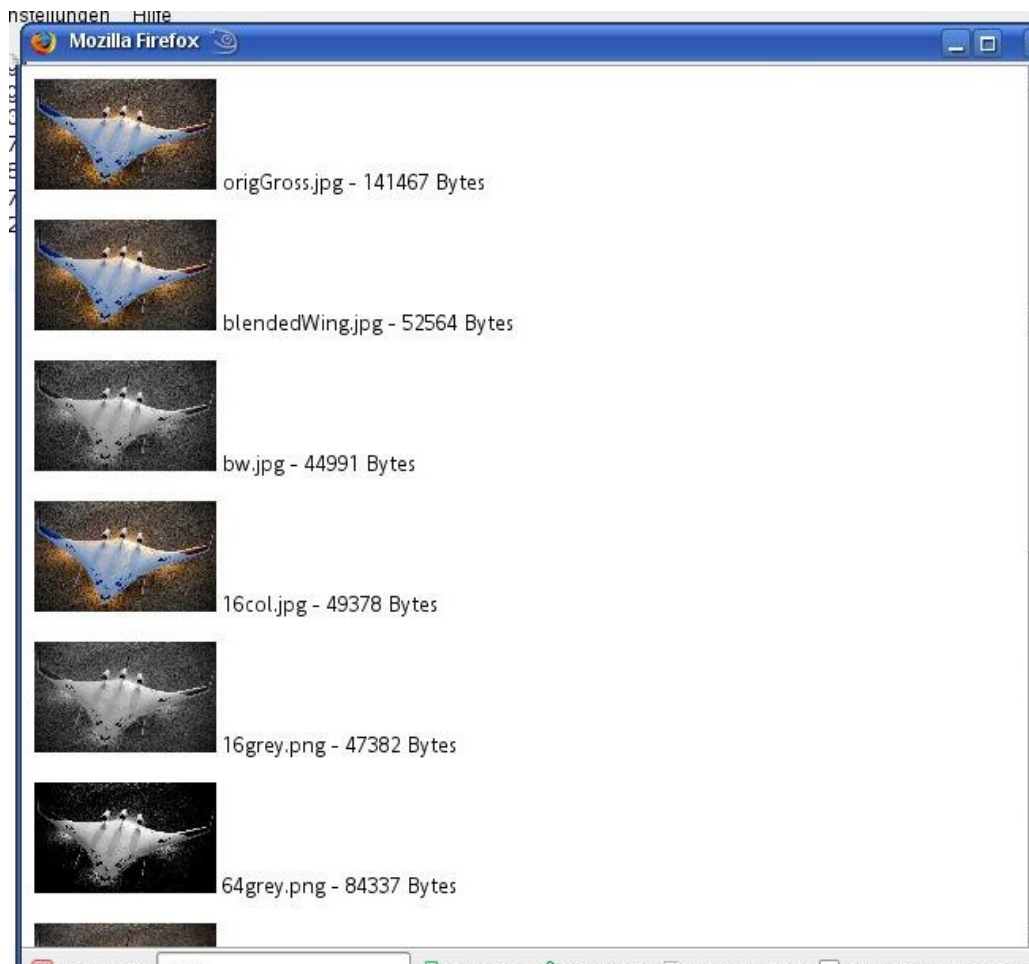 nstellungen Hilfe
Mozilla Firefox
origGross.jpg - 141467 Bytes
blendedWing.jpg - 52564 Bytes
bw.jpg - 44991 Bytes
16col.jpg - 49378 Bytes
16grey.png - 47382 Bytes
64grey.png - 84337 Bytes